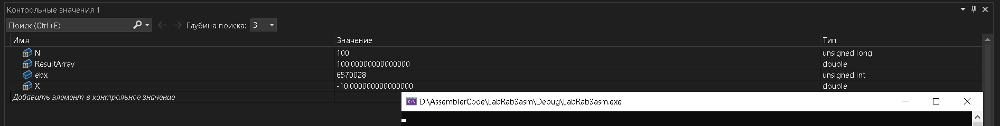 Контрольные значения 1
Поиск (Ctrl+E) Глубина поиска: 3
Имя Значение Тип
N 100 unsigned long
ResultArray 100.00000000000000 double
ebx 6570028 unsigned int
X -10.000000000000000 double
Добавить элемент в контрольное значение
D:\AssemblerCode\LabRab3asm\Debug\LabRab3asm.exe